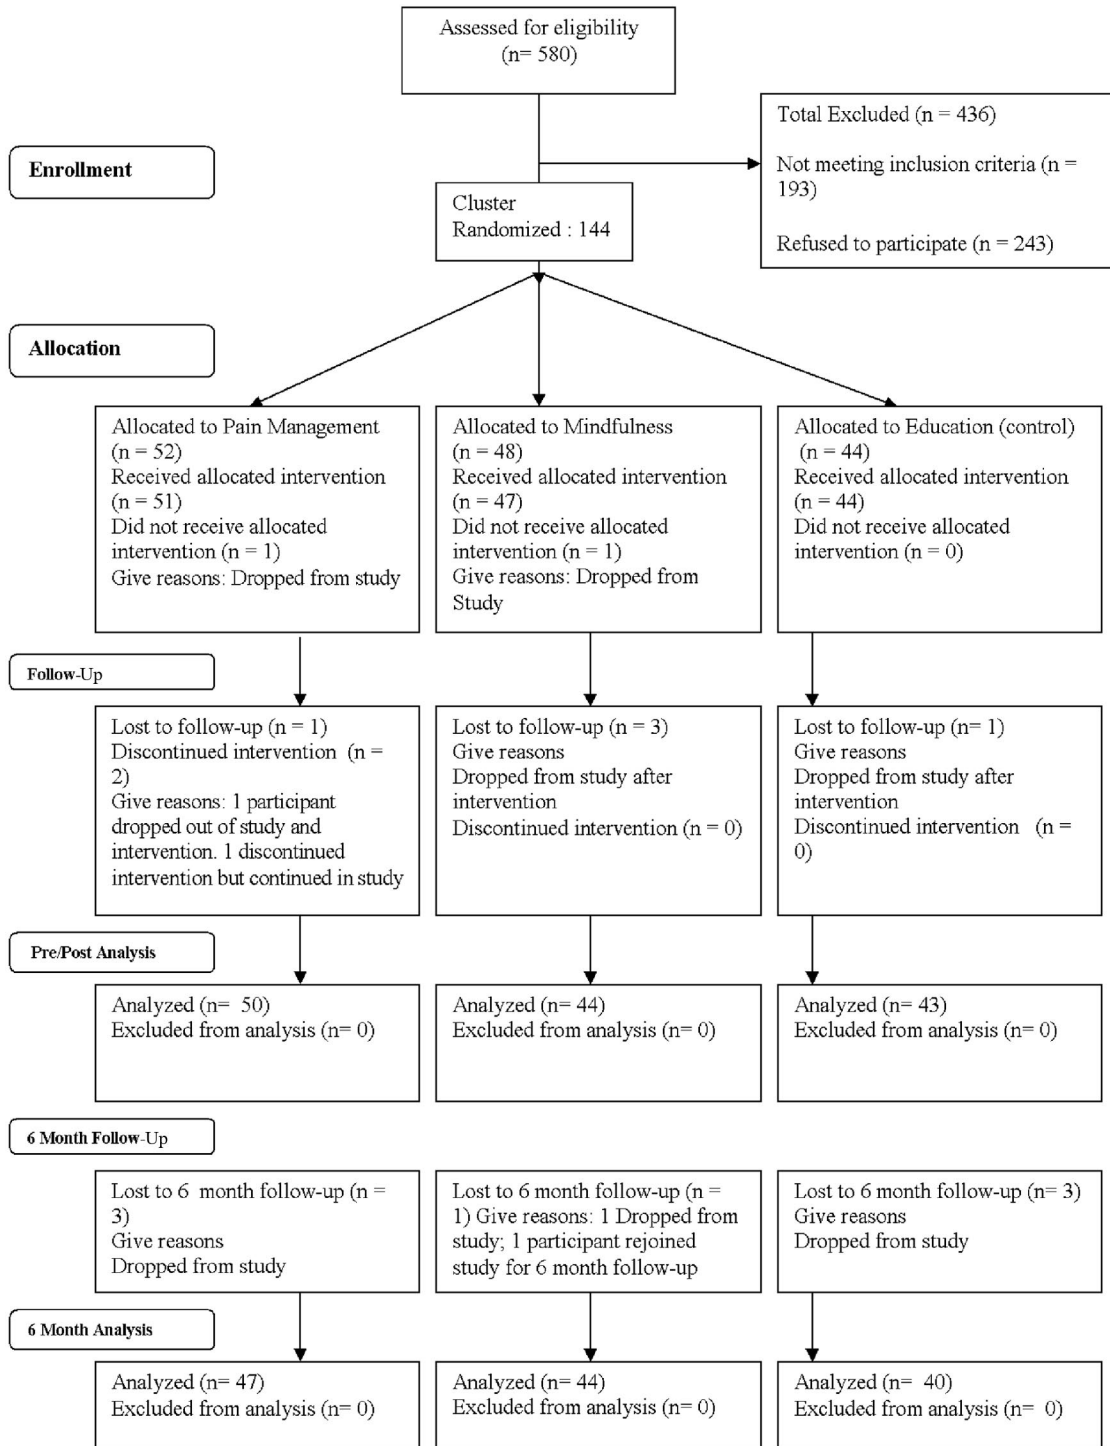 Assessed for eligibility
(n= 580)
Total Excluded (n = 436)
Not meeting inclusion criteria (n =
193)
Refused to participate (n = 243)
Enrollment
Cluster
Randomized : 144
Allocation
Allocated to Pain Management
(n = 52)
Received allocated intervention
(n = 51)
Did not receive allocated
intervention (n = 1)
Give reasons: Dropped from study
Allocated to Mindfulness
(n = 48)
Received allocated intervention
(n = 47)
Did not receive allocated
intervention (n = 1)
Give reasons: Dropped from
Study
Allocated to Education (control)
(n = 44)
Received allocated intervention
(n = 44)
Did not receive allocated
intervention (n = 0)
Follow-Up
Lost to follow-up (n = 1)
Discontinued intervention (n =
2)
Give reasons: 1 participant
dropped out of study and
intervention. 1 discontinued
intervention but continued in study
Lost to follow-up (n = 3)
Give reasons
Dropped from study after
intervention
Discontinued intervention (n = 0)
Lost to follow-up (n= 1)
Give reasons
Dropped from study after
intervention
Discontinued intervention (n =
0)
Pre/Post Analysis
Analyzed (n= 50)
Excluded from analysis (n= 0)
Analyzed (n= 44)
Excluded from analysis (n= 0)
Analyzed (n= 43)
Excluded from analysis (n= 0)
6 Month Follow-Up
Lost to 6 month follow-up (n =
3)
Give reasons
Dropped from study
Lost to 6 month follow-up (n =
1) Give reasons: 1 Dropped from
study; 1 participant rejoined
study for 6 month follow-up
Lost to 6 month follow-up (n= 3)
Give reasons
Dropped from study
6 Month Analysis
Analyzed (n= 47)
Excluded from analysis (n= 0)
Analyzed (n= 44)
Excluded from analysis (n= 0)
Analyzed (n= 40)
Excluded from analysis (n= 0)